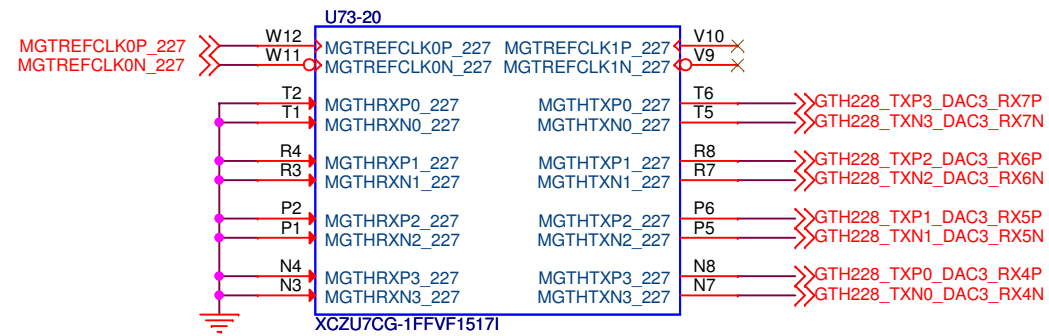 U73-20
MGTREFCLK0P_227 W12 MGTREFCLK0P_227 MGTREFCLK1P_227 V10
MGTREFCLK0N_227 W11 MGTREFCLK0N_227 MGTREFCLK1N_227 V9
T2 MGTHRXP0_227 MGTHTXP0_227 T6 GTH228_TXP3_DAC3_RX7P
T1 MGTHRXN0_227 MGTHTXN0_227 T5 GTH228_TXN3_DAC3_RX7N
R4 MGTHRXP1_227 MGTHTXP1_227 R8 GTH228_TXP2_DAC3_RX6P
R3 MGTHRXN1_227 MGTHTXN1_227 R7 GTH228_TXN2_DAC3_RX6N
P2 MGTHRXP2_227 MGTHTXP2_227 P6 GTH228_TXP1_DAC3_RX5P
P1 MGTHRXN2_227 MGTHTXN2_227 P5 GTH228_TXN1_DAC3_RX5N
N4 MGTHRXP3_227 MGTHTXP3_227 N8 GTH228_TXP0_DAC3_RX4P
N3 MGTHRXN3_227 MGTHTXN3_227 N7 GTH228_TXN0_DAC3_RX4N
XCZU7CG-1FFVF1517I